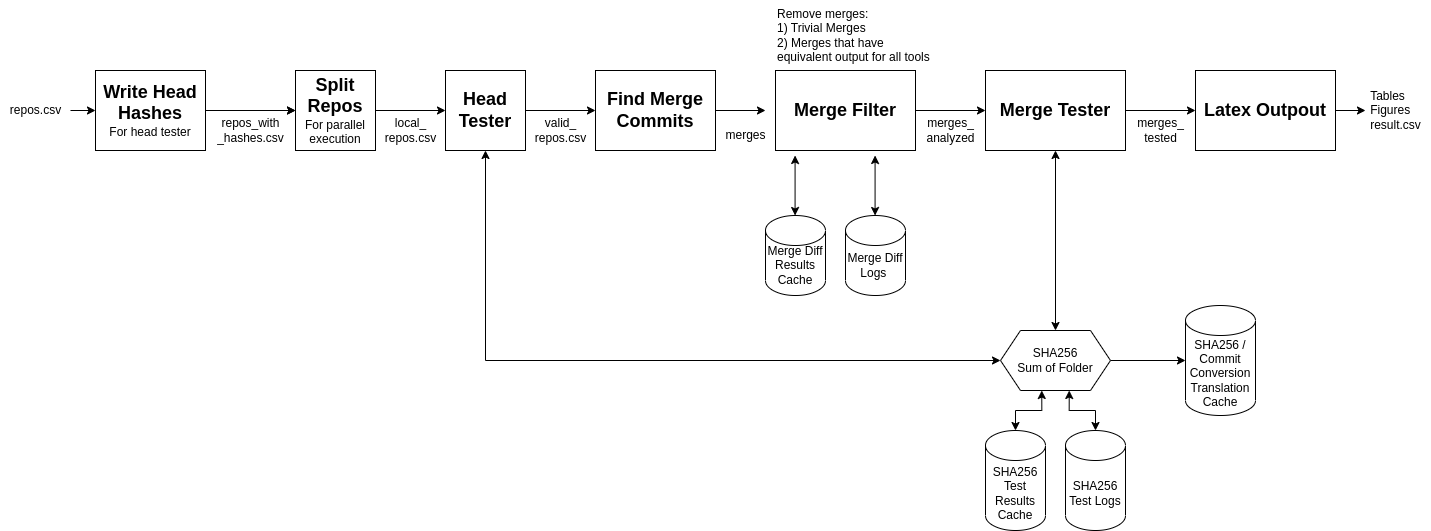 Remove merges:
1) Trivial Merges
2) Merges that have
equivalent output for all tools
repos.csv
Write Head
Hashes
For head tester
repos_with
_hashes.csv
Split
Repos
For parallel
execution
local_
repos.csv
Head
Tester
valid_
repos.csv
Find Merge
Commits
merges
Merge Filter
merges_
analyzed
Merge Tester
merges_
tested
Latex Outpout
Tables
Figures
result.csv
Merge Diff
Results
Cache
Merge Diff
Logs
SHA256
Sum of Folder
SHA256 /
Commit
Conversion
Translation
Cache
SHA256
Test
Results
Cache
SHA256
Test Logs